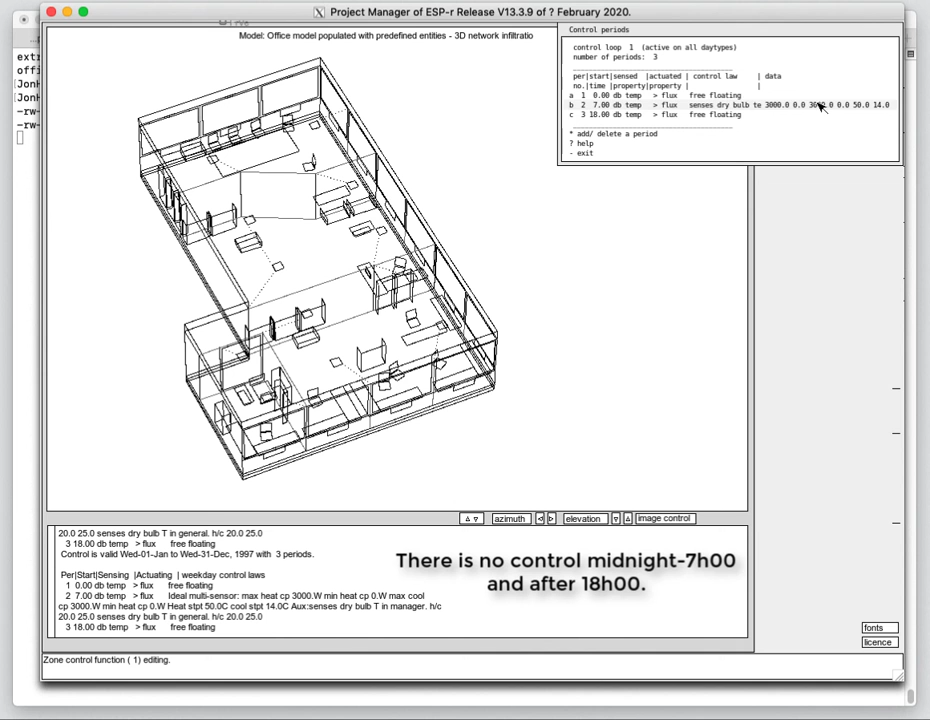 Project Manager of ESP-r Release V13.3.9 of ? February 2020.
Model: Office model populated with predefined entities - 3D network infiltratio
Control periods
control loop 1 (active on all daytypes)
number of periods: 3
per|start|sensed |actuated | control law | data
no.|time |property|property | |
a 1 0.00 db temp > flux free floating
b 2 7.00 db temp > flux senses dry bulb te 3000.0 0.0 0.0 50.0 14.0
c 3 18.00 db temp > flux free floating
* add/ delete a period
? help
- exit
extr
offi
JonH
JonH
-rw-
-rw-
azimuth
elevation
image control
20.0 25.0 senses dry bulb T in general. h/c 20.0 25.0
3 18.00 db temp > flux free floating
Control is valid Wed-01-Jan to Wed-31-Dec, 1997 with 3 periods.
Per|Start|Sensing |Actuating | weekday control laws
1 0.00 db temp > flux free floating
2 7.00 db temp > flux Ideal multi-sensor: max heat cp 3000.W min heat cp 0.W max cool
cp 3000.W min heat cp 0.W Heat stpt 50.0C cool stpt 14.0C Aux:senses dry bulb T in manager. h/c
20.0 25.0 senses dry bulb T in general. h/c 20.0 25.0
3 18.00 db temp > flux free floating
There is no control midnight-7h00
and after 18h00.
fonts
licence
Zone control function ( 1) editing.